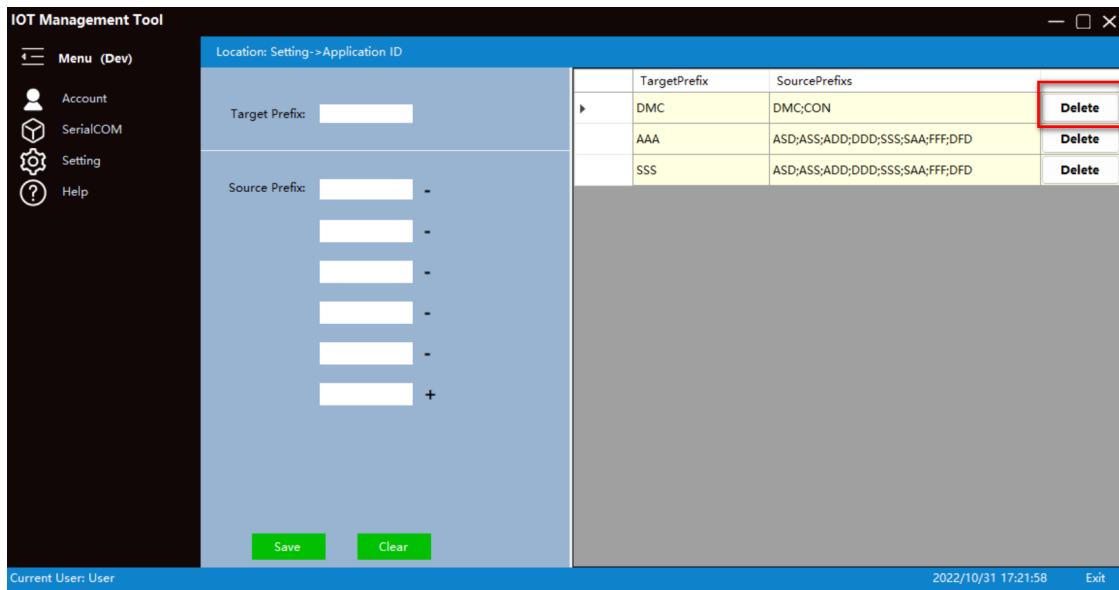 IOT Management Tool
Menu (Dev)
Account
SerialCOM
Setting
Help
Location: Setting->Application ID
Target Prefix:
Source Prefix:
-
-
-
-
-
+
Save
Clear
TargetPrefix SourcePrefixs
DMC DMC;CON Delete
AAA ASD;ASS;ADD;DDD;SSS;SAA;FFF;DFD Delete
SSS ASD;ASS;ADD;DDD;SSS;SAA;FFF;DFD Delete
Current User: User
2022/10/31 17:21:58
Exit